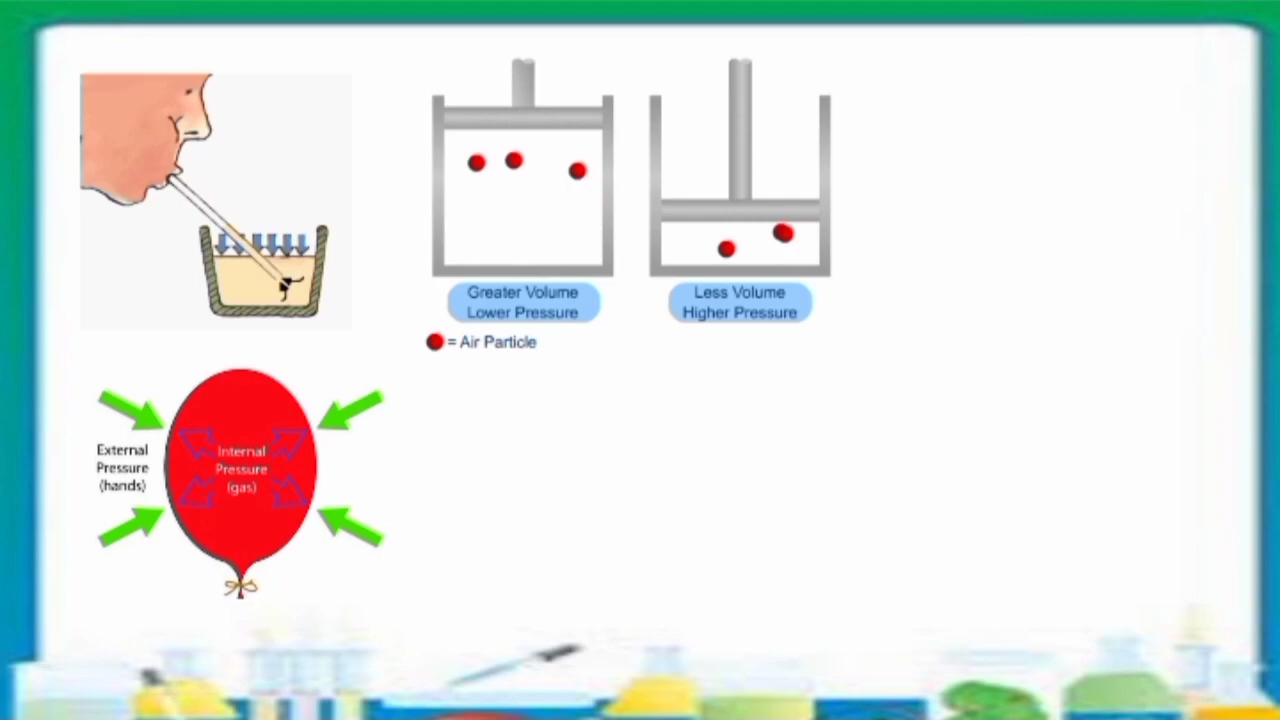 Greater Volume
Lower Pressure
Less Volume
Higher Pressure
= Air Particle
External
Pressure
(hands)
Internal
Pressure
(gas)